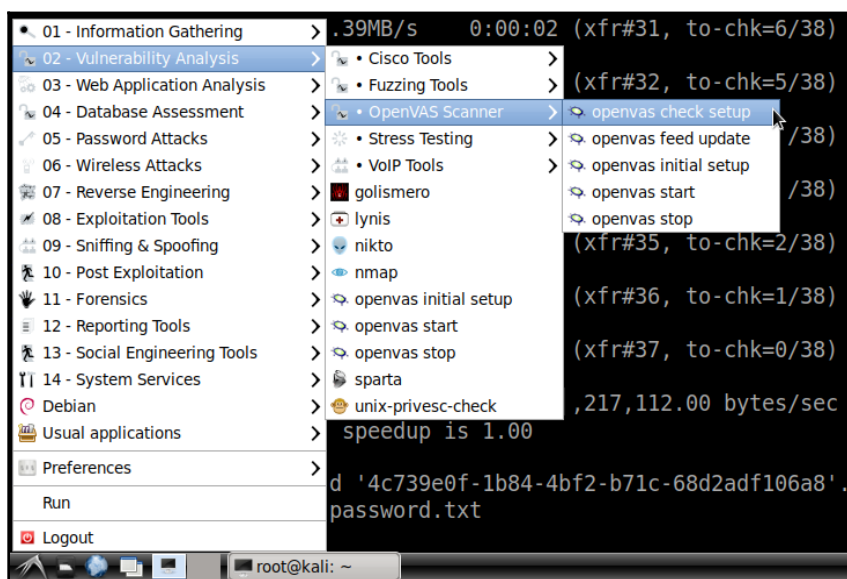 01 - Information Gathering
02 - Vulnerability Analysis
03 - Web Application Analysis
04 - Database Assessment
05 - Password Attacks
06 - Wireless Attacks
07 - Reverse Engineering
08 - Exploitation Tools
09 - Sniffing & Spoofing
10 - Post Exploitation
11 - Forensics
12 - Reporting Tools
13 - Social Engineering Tools
14 - System Services
Debian
Usual applications
Preferences
Run
Logout
• Cisco Tools
• Fuzzing Tools
• OpenVAS Scanner
• Stress Testing
• VoIP Tools
golismero
lynis
nikto
nmap
openvas initial setup
openvas start
openvas stop
sparta
unix-privesc-check
openvas check setup
openvas feed update
openvas initial setup
openvas start
openvas stop
.39MB/s 0:00:02 (xfr#31, to-chk=6/38)
(xfr#32, to-chk=5/38)
/38)
/38)
(xfr#35, to-chk=2/38)
(xfr#36, to-chk=1/38)
(xfr#37, to-chk=0/38)
,217,112.00 bytes/sec
speedup is 1.00
d '4c739e0f-1b84-4bf2-b71c-68d2adf106a8'.
password.txt
root@kali: ~